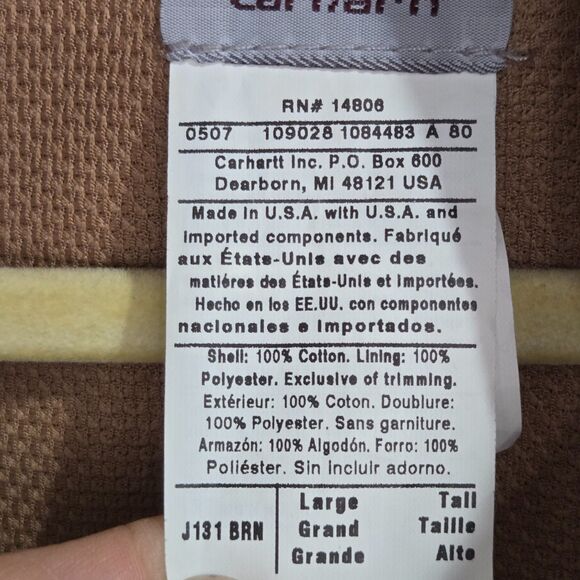 carhartt
RN# 14806
0507 109028 1084483 A 80
Carhartt Inc. P.O. Box 600
Dearborn, MI 48121 USA
Made in U.S.A. with U.S.A. and
imported components. Fabriqué
aux États-Unis avec des
matiéres des États-Unis et importées.
Hecho en los EE.UU. con componentes
nacionales e importados.
Shell: 100% Cotton. Lining: 100%
Polyester. Exclusive of trimming.
Extérieur: 100% Coton. Doublure:
100% Polyester. Sans garniture.
Armazón: 100% Algodón. Forro: 100%
Poliéster. Sin incluir adorno.
J131 BRN
Large Tall
Grand Taille
Grande Alto